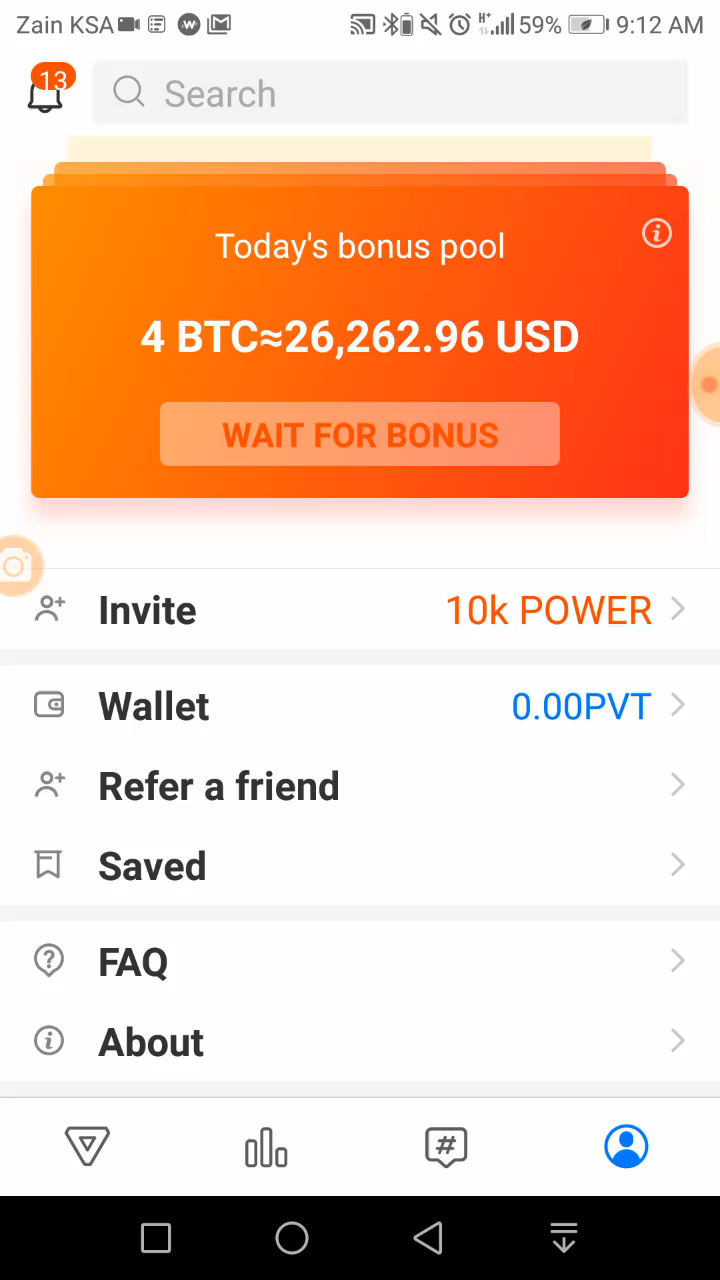 Zain KSA 59% 9:12 AM
13
Search
Today's bonus pool
4 BTC≈26,262.96 USD
WAIT FOR BONUS
Invite 10k POWER
Wallet 0.00PVT
Refer a friend
Saved
FAQ
About